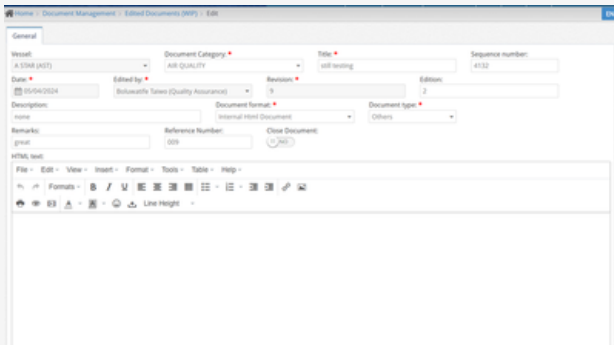 Home › Document Management › Edited Documents (WIP) › Edit
EN
General
Vessel: Document Category: * Title: * Sequence number:
A STAR (AST) AIR QUALITY still testing 4132
Date: * Edited by: * Revision: * Edition:
05/04/2024 Boluwatife Taiwo (Quality Assurance) 9 2
Description: Document format: * Document type: *
none Internal Html Document Others
Remarks: Reference Number: Close Document:
great 009 NO
HTML text:
File Edit View Insert Format Tools Table Help
Formats B I U
A A Line Height